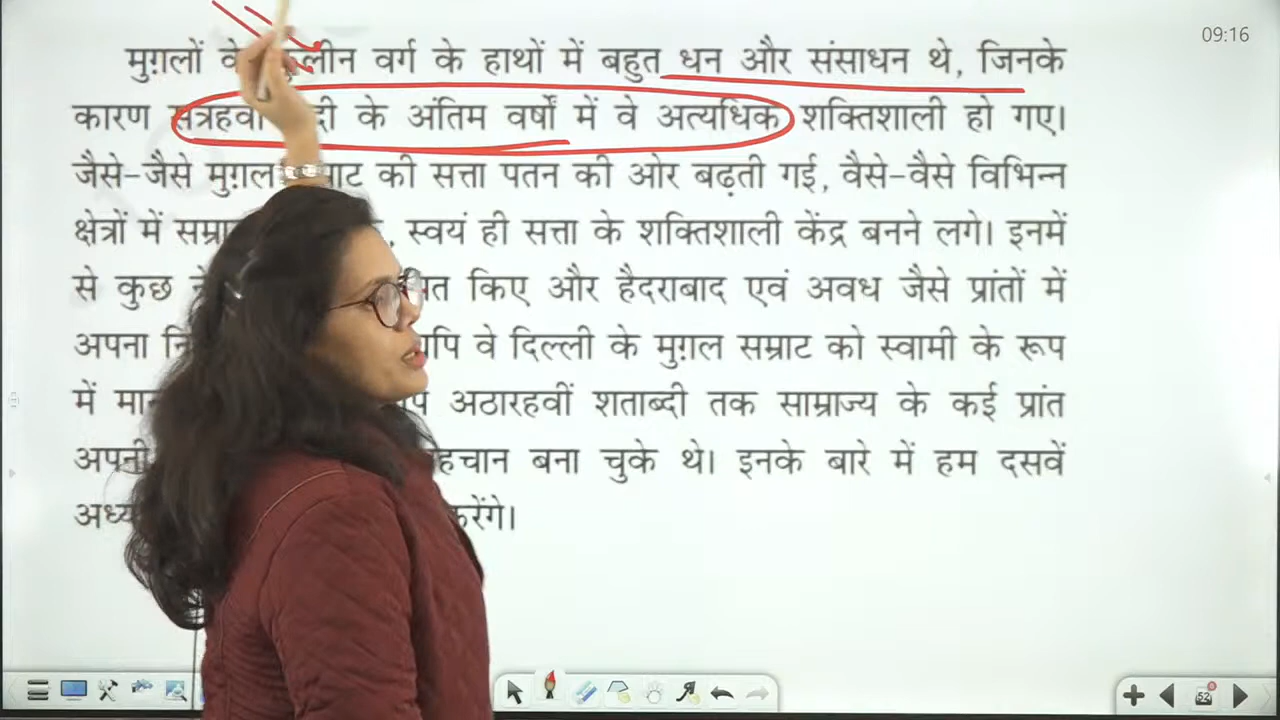 09:16
मुग़लों के कुलीन वर्ग के हाथों में बहुत धन और संसाधन थे, जिनके
कारण सत्रहवीं सदी के अंतिम वर्षों में वे अत्यधिक शक्तिशाली हो गए।
जैसे-जैसे मुग़ल सम्राट की सत्ता पतन की ओर बढ़ती गई, वैसे-वैसे विभिन्न
क्षेत्रों में स्वयं ही सत्ता के शक्तिशाली केंद्र बनने लगे। इनमें
से कुछ किए और हैदराबाद एवं अवध जैसे प्रांतों में
अपना वे दिल्ली के मुग़ल सम्राट को स्वामी के रूप
में अठारहवीं शताब्दी तक साम्राज्य के कई प्रांत
अपनी पहचान बना चुके थे। इनके बारे में हम दसवें
करेंगे।
52